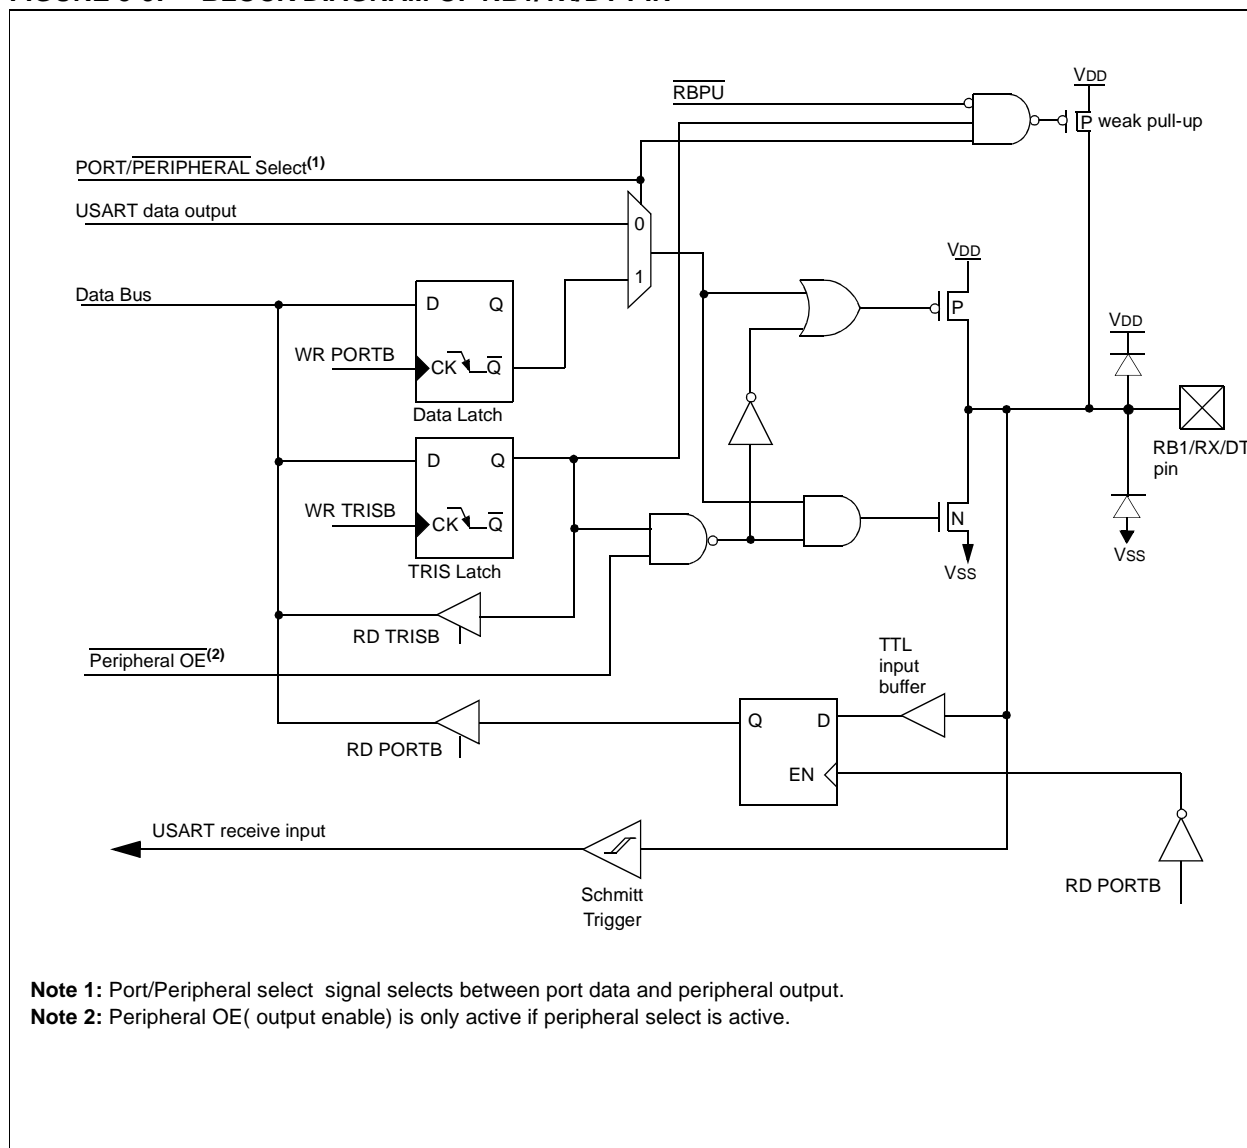 RBPU
VDD
P weak pull-up
PORT/PERIPHERAL Select(1)
USART data output
0
1
VDD
P
Data Bus
D Q
WR PORTB
CK Q
Data Latch
VDD
D Q
WR TRISB
CK Q
TRIS Latch
N
VSS
RB1/RX/DT
pin
VSS
RD TRISB
Peripheral OE(2)
TTL
input
buffer
Q D
EN
RD PORTB
USART receive input
Schmitt
Trigger
RD PORTB
Note 1: Port/Peripheral select signal selects between port data and peripheral output.
Note 2: Peripheral OE( output enable) is only active if peripheral select is active.